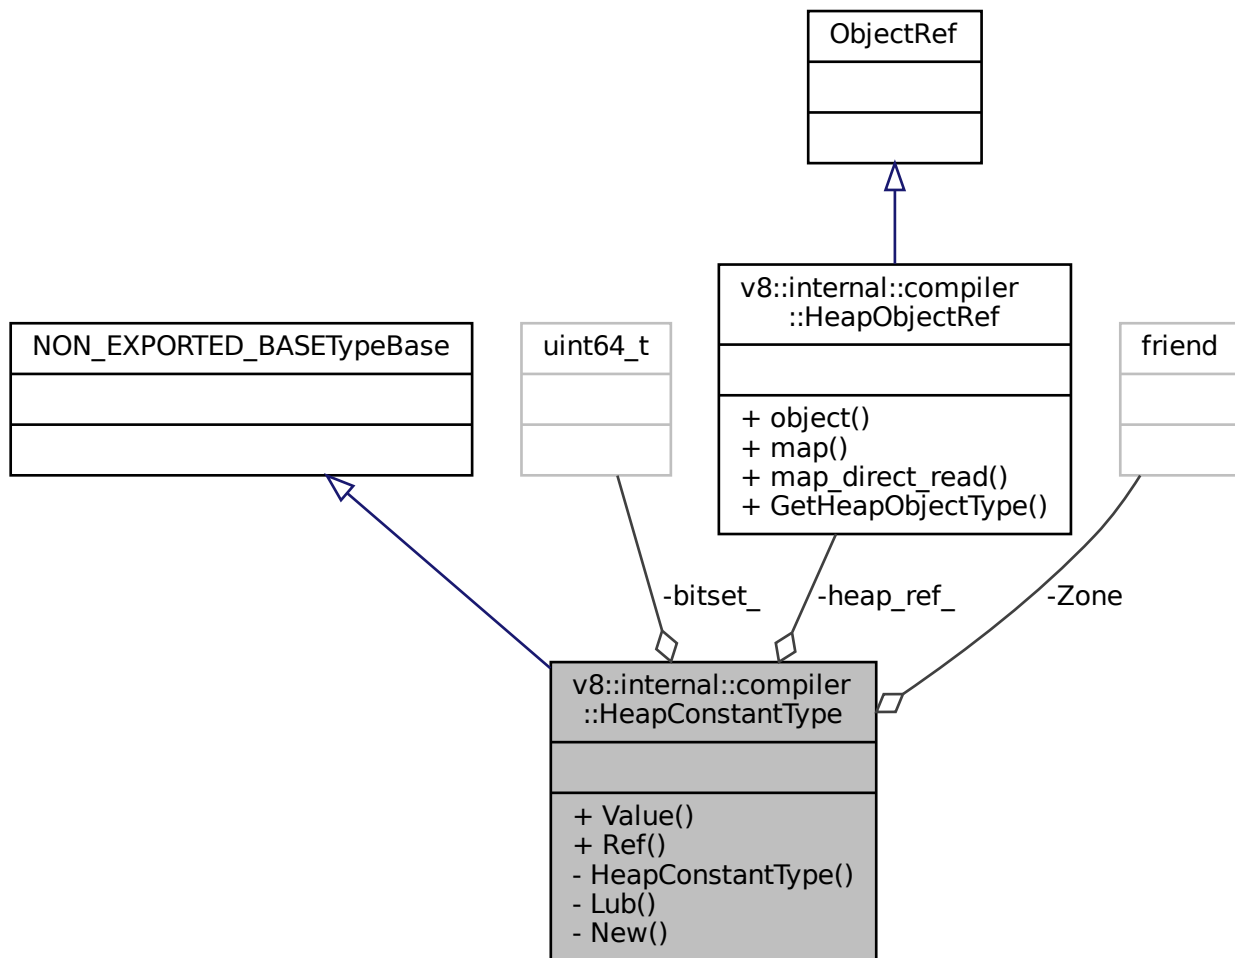 ObjectRef
v8::internal::compiler
::HeapObjectRef
+ object()
+ map()
+ map_direct_read()
+ GetHeapObjectType()
NON_EXPORTED_BASETypeBase
uint64_t
friend
-bitset_
-heap_ref_
-Zone
v8::internal::compiler
::HeapConstantType
+ Value()
+ Ref()
- HeapConstantType()
- Lub()
- New()